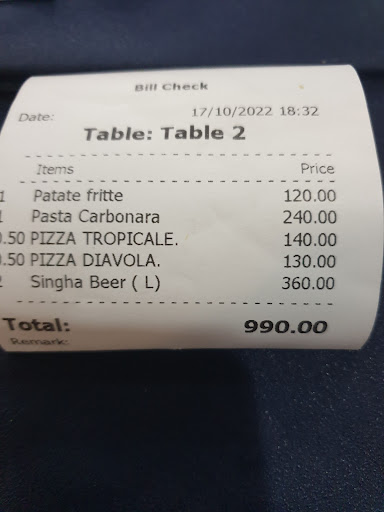 Bill Check
Date: 17/10/2022 18:32
Table: Table 2
Items Price
1 Patate fritte 120.00
1 Pasta Carbonara 240.00
0.50 PIZZA TROPICALE. 140.00
0.50 PIZZA DIAVOLA. 130.00
2 Singha Beer ( L) 360.00
Total: 990.00
Remark: